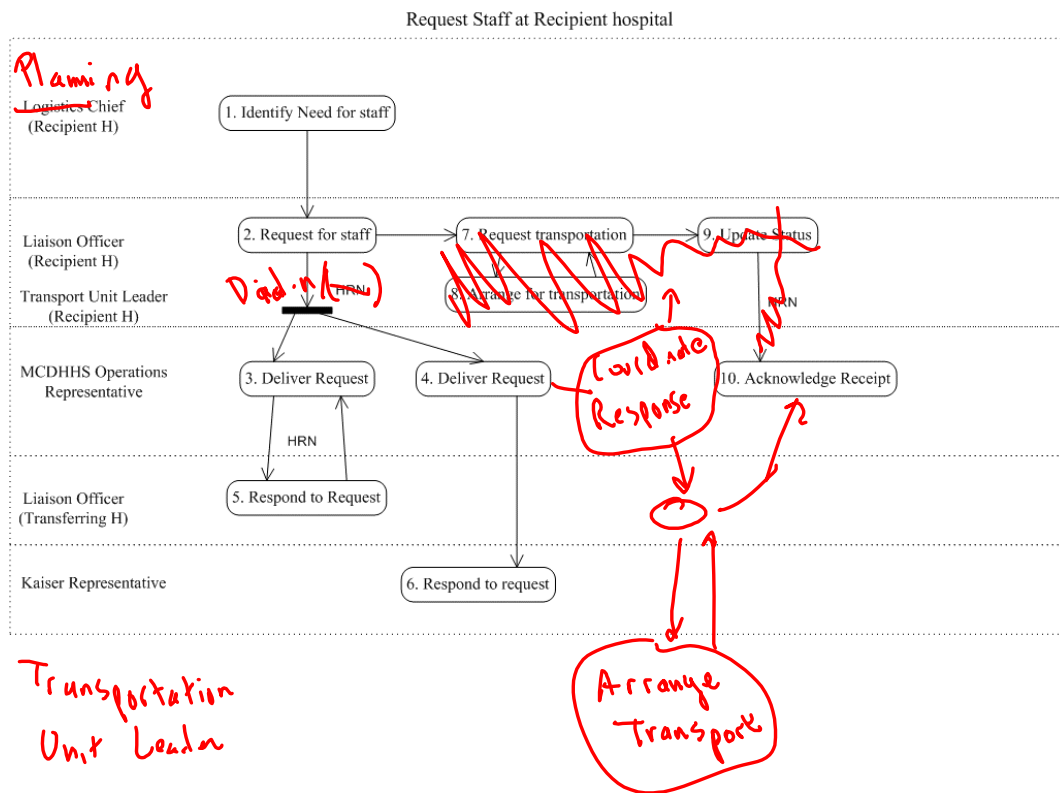 Request Staff at Recipient hospital
Planning
Logistics Chief
(Recipient H)
1. Identify Need for staff
Liaison Officer
(Recipient H)
2. Request for staff
7. Request transportation
9. Update Status
Transport Unit Leader
(Recipient H)
HRN
8. Arrange for transportation
HRN
MCDHHS Operations
Representative
3. Deliver Request
4. Deliver Request
Coordinate
Response
10. Acknowledge Receipt
HRN
Liaison Officer
(Transferring H)
5. Respond to Request
Kaiser Representative
6. Respond to request
Transportation
Unit Leader
Arrange
Transport